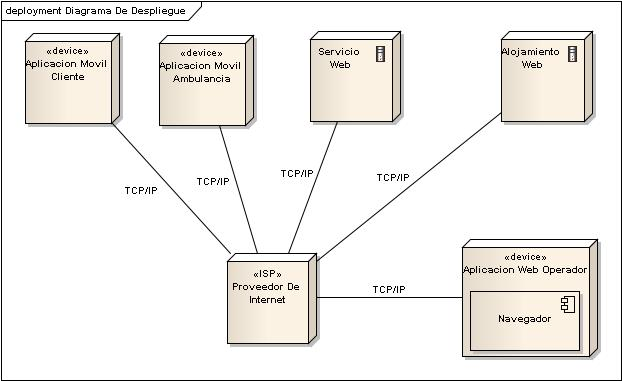 deployment Diagrama De Despliegue
«device»
Aplicacion Movil
Cliente
«device»
Aplicacion Movil
Ambulancia
Servicio
Web
Alojamiento
Web
TCP/IP
TCP/IP
TCP/IP
TCP/IP
«ISP»
Proveedor De
Internet
TCP/IP
«device»
Aplicacion Web Operador
Navegador